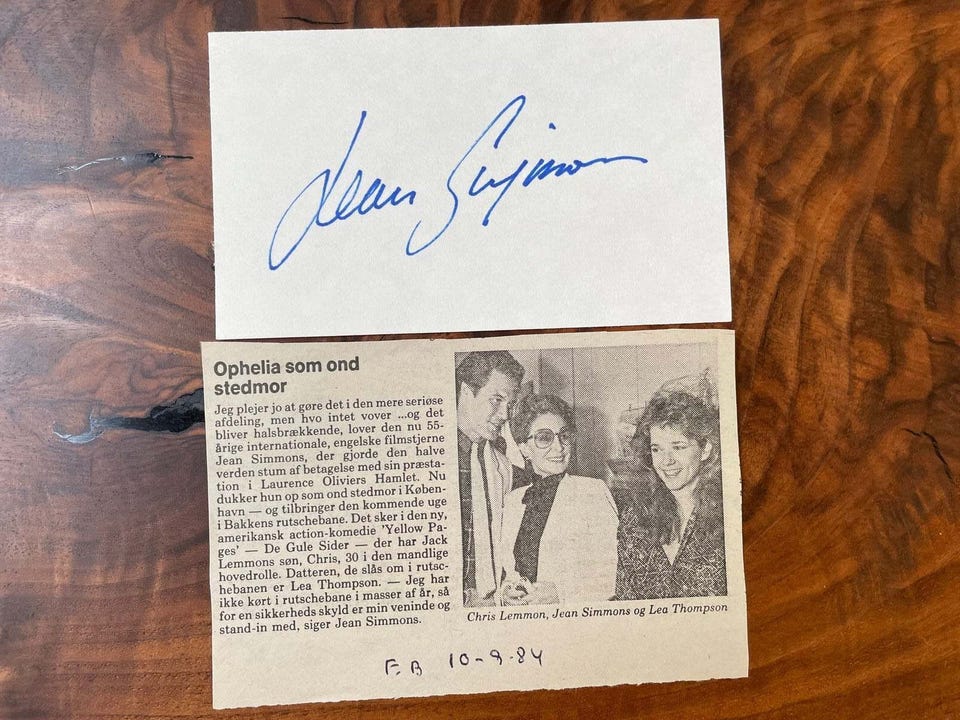 Jean Simmons
Ophelia som ond
stedmor
Jeg plejer jo at gøre det i den mere seriøse
afdeling, men hvo intet vover ...og det
bliver halsbrækkende, lover den nu 55-
årige internationale, engelske filmstjerne
Jean Simmons, der gjorde den halve
verden stum af betagelse med sin præsta-
tion i Laurence Oliviers Hamlet. Nu
dukker hun op som ond stedmor i Køben-
havn — og tilbringer den kommende uge
i Bakkens rutschebane. Det sker i den ny,
amerikansk action-komedie 'Yellow Pa-
ges' — De Gule Sider — der har Jack
Lemmons søn, Chris, 30 i den mandlige
hovedrolle. Datteren, de slås om i rutsc-
hebanen er Lea Thompson. — Jeg har
ikke kørt i rutschebane i masser af år, så
for en sikkerheds skyld er min veninde og
stand-in med, siger Jean Simmons.
Chris Lemmon, Jean Simmons og Lea Thompson
F.B 10-9-84